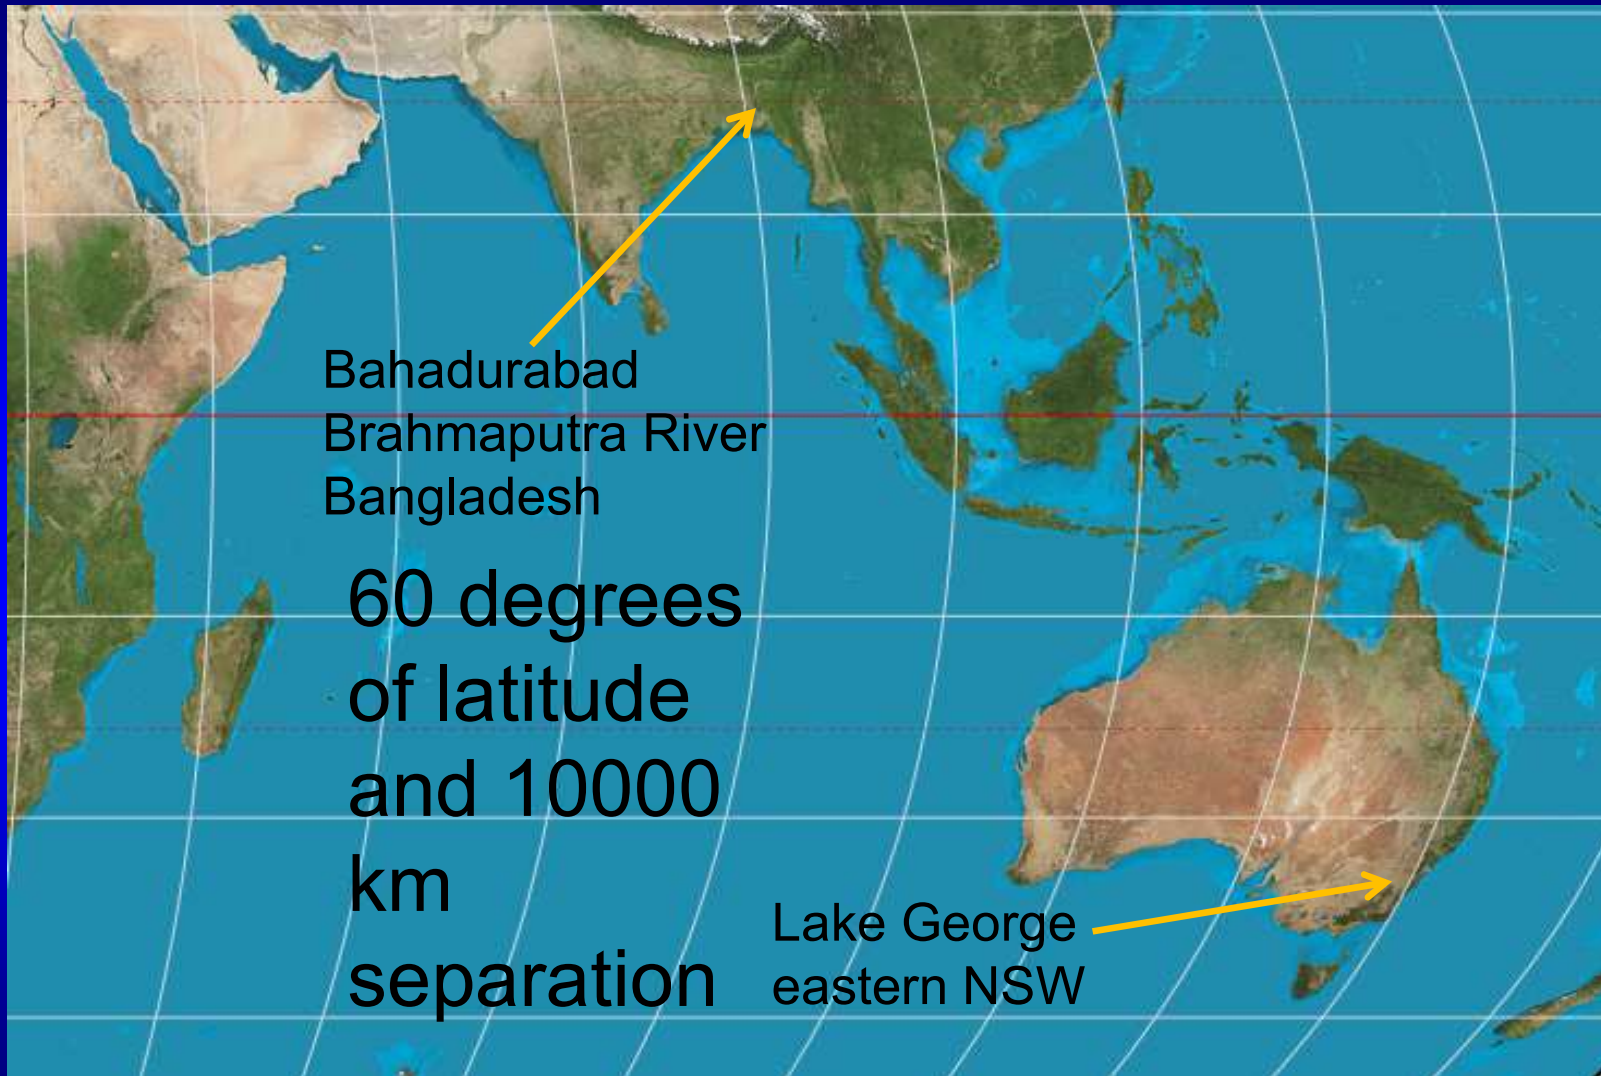 Bahadurabad
Brahmaputra River
Bangladesh
60 degrees
of latitude
and 10000
km
separation
Lake George
eastern NSW